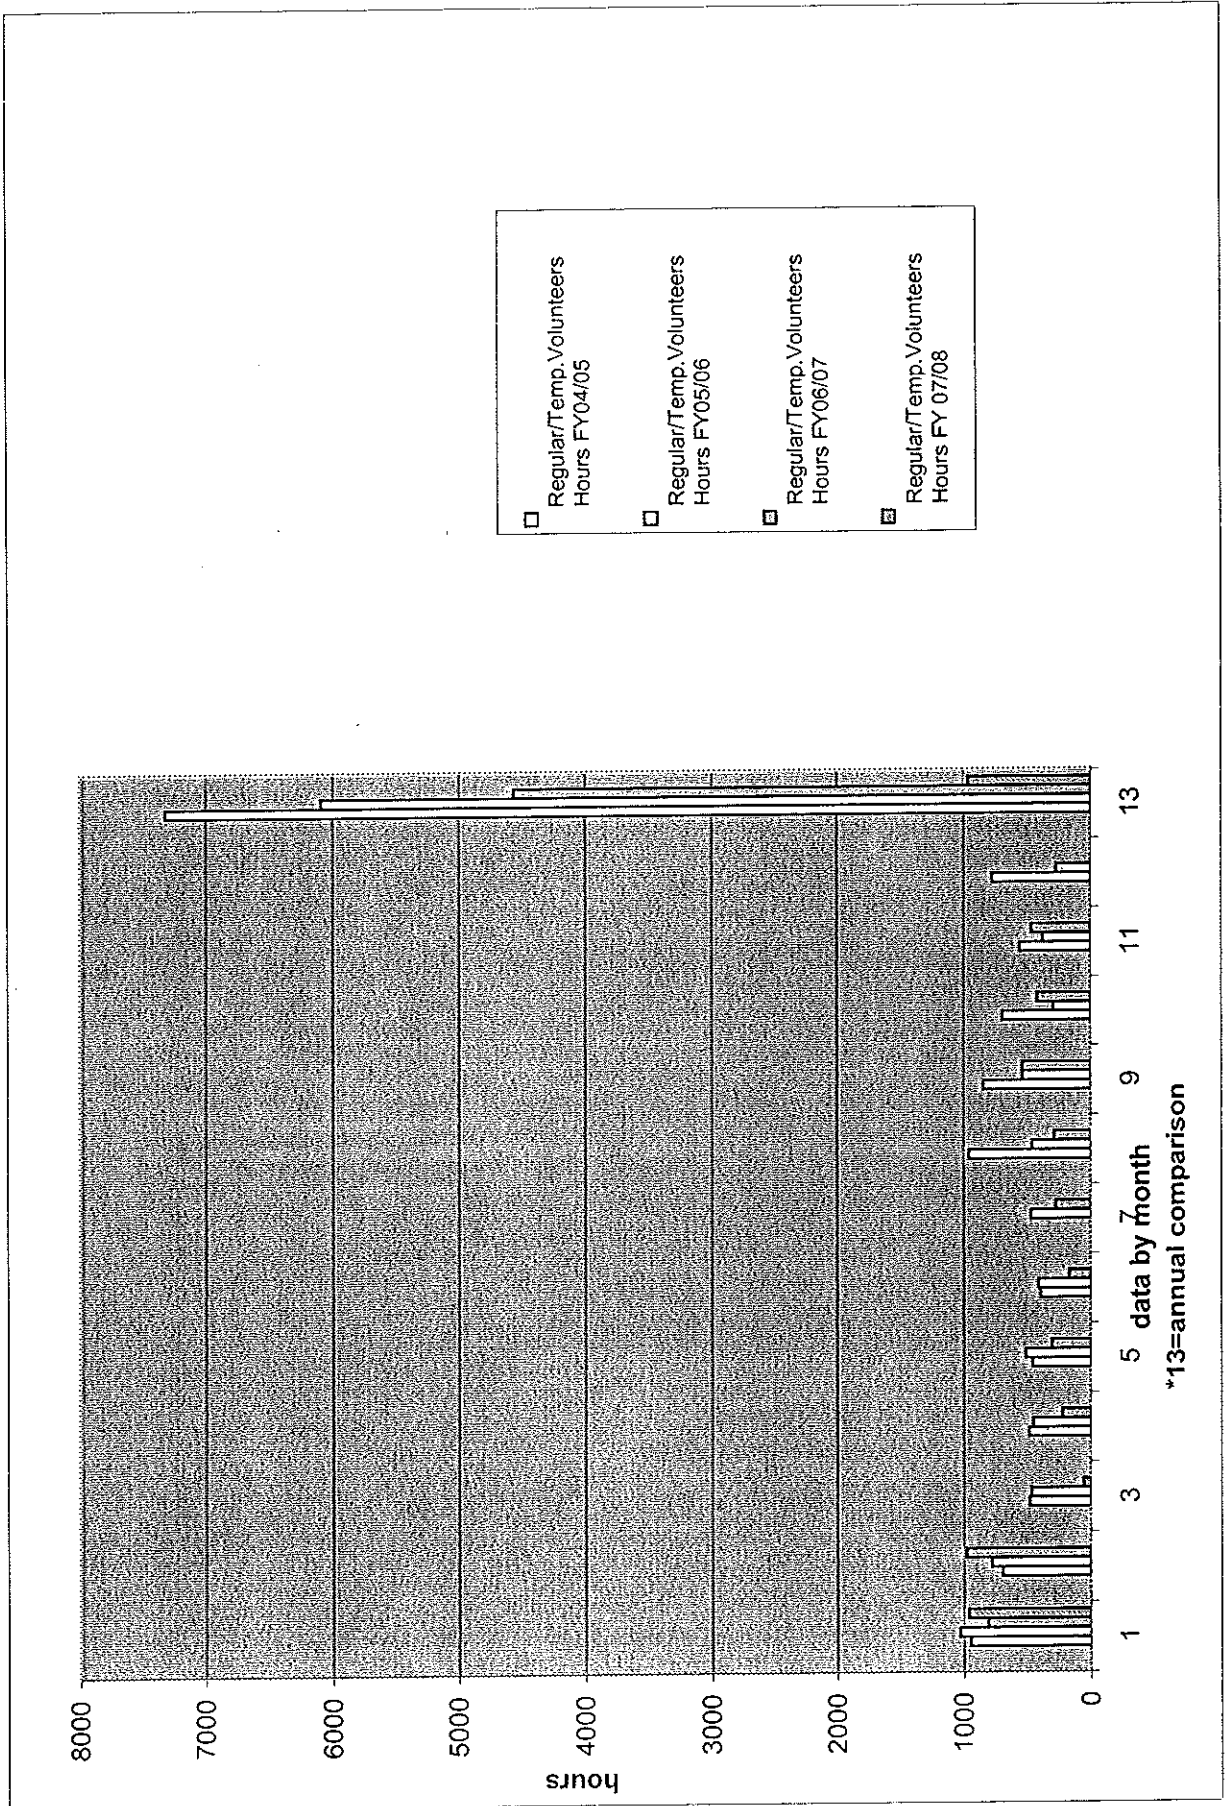 8000
7000
6000
5000
4000
3000
2000
1000
0
hours
1
3
5
7
9
11
13
data by month
*13=annual comparison
Regular/Temp.Volunteers
Hours FY04/05
Regular/Temp.Volunteers
Hours FY05/06
Regular/Temp.Volunteers
Hours FY06/07
Regular/Temp.Volunteers
Hours FY 07/08